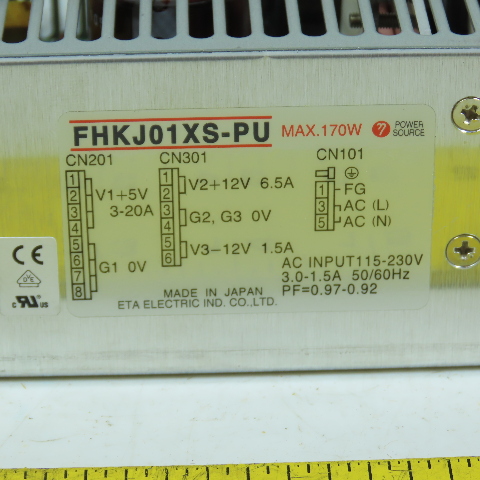 FHKJ01XS-PU MAX.170W POWER SOURCE
CN201 CN301 CN101
1 2 3 4 5 6 7 8
V1+5V
3-20A
G1 0V
1 2 3 4 5 6
V2+12V 6.5A
G2, G3 0V
V3-12V 1.5A
1 FG
3 AC (L)
5 AC (N)
AC INPUT115-230V
3.0-1.5A 50/60Hz
PF=0.97-0.92
MADE IN JAPAN
ETA ELECTRIC IND. CO., LTD.
CE
c US